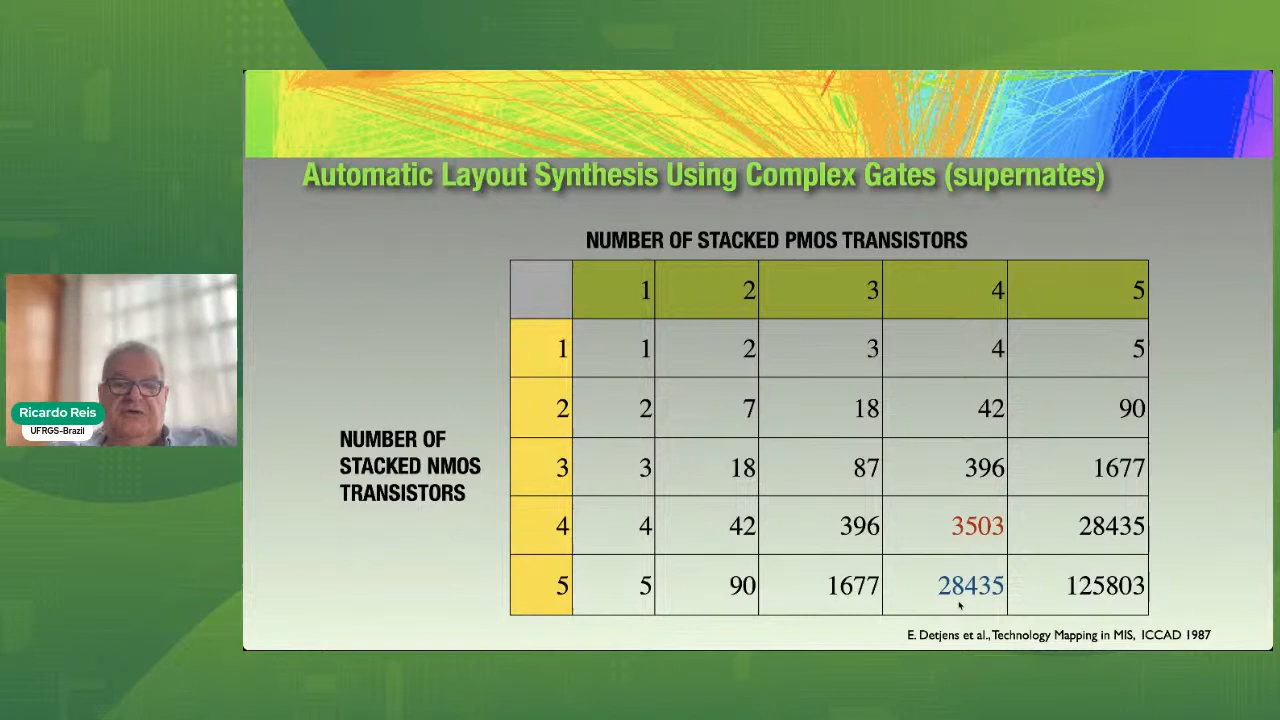 Automatic Layout Synthesis Using Complex Gates (supernates)
NUMBER OF STACKED PMOS TRANSISTORS
1 2 3 4 5
1 1 2 3 4 5
2 2 7 18 42 90
3 3 18 87 396 1677
4 4 42 396 3503 28435
5 5 90 1677 28435 125803
NUMBER OF
STACKED NMOS
TRANSISTORS
E. Detjens et al., Technology Mapping in MIS, ICCAD 1987
Ricardo Reis
UFRGS-Brazil